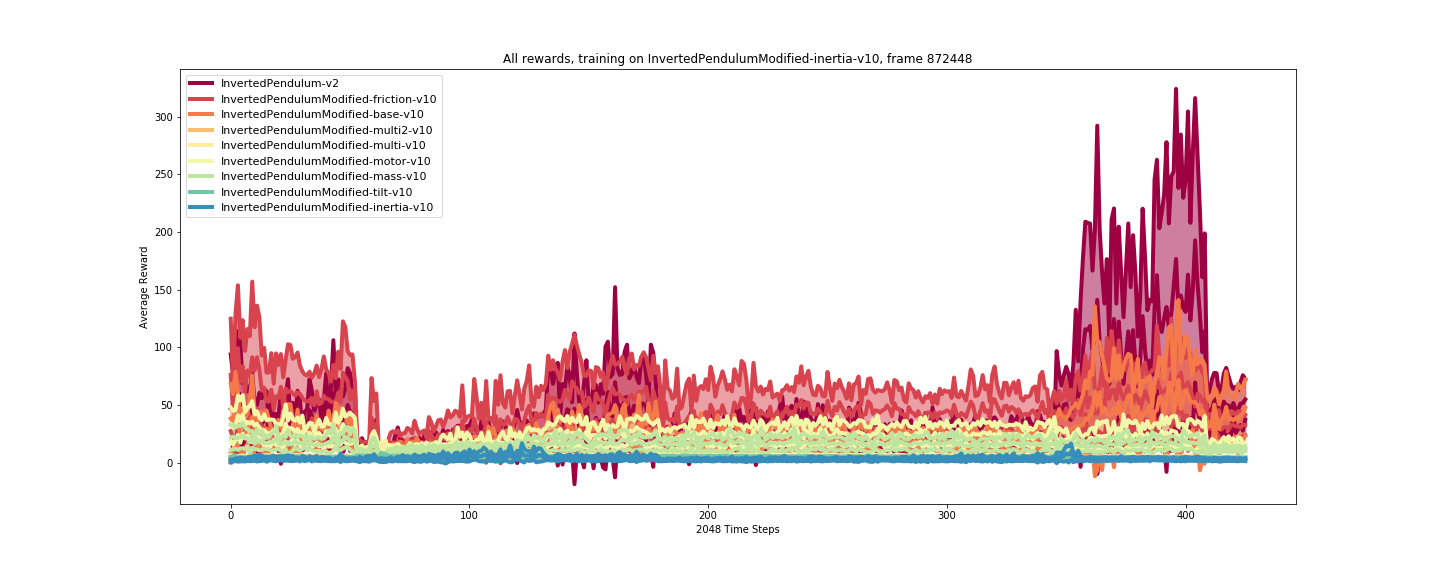 All rewards, training on InvertedPendulumModified-inertia-v10, frame 872448
InvertedPendulum-v2
InvertedPendulumModified-friction-v10
InvertedPendulumModified-base-v10
InvertedPendulumModified-multi2-v10
InvertedPendulumModified-multi-v10
InvertedPendulumModified-motor-v10
InvertedPendulumModified-mass-v10
InvertedPendulumModified-tilt-v10
InvertedPendulumModified-inertia-v10
300
250
200
150
100
50
0
Average Reward
0 100 200 300 400
2048 Time Steps